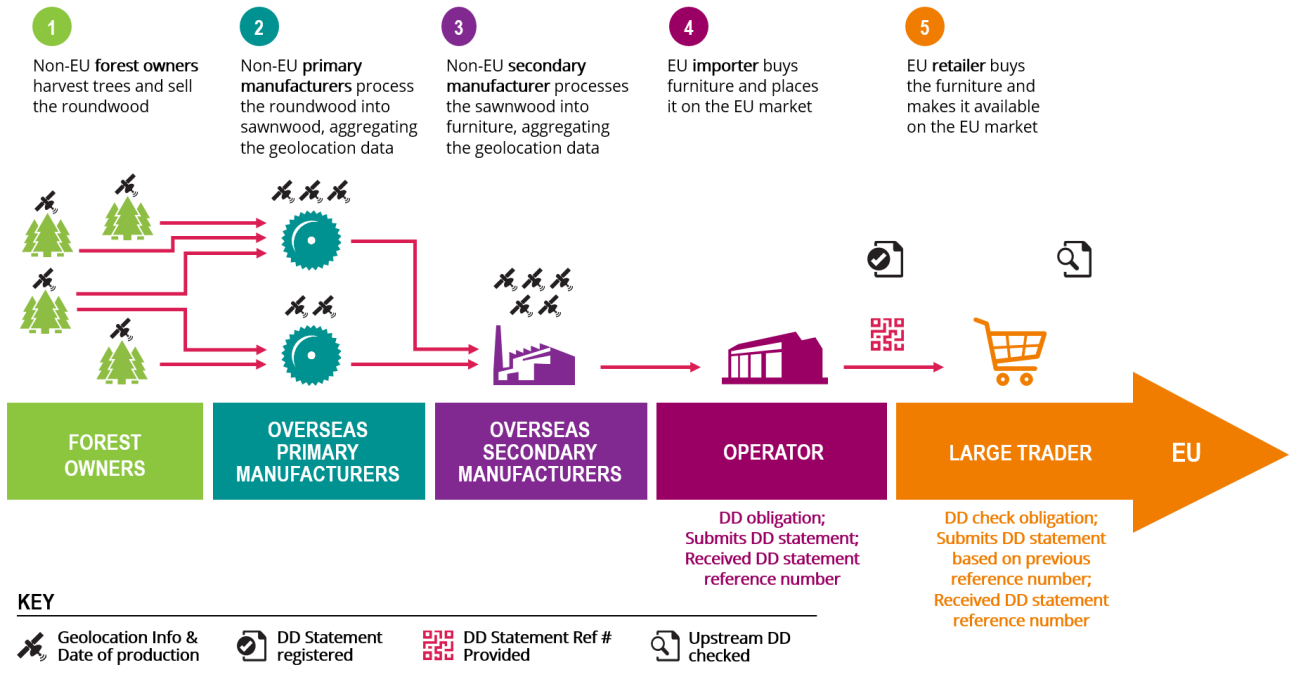 1
Non-EU forest owners
harvest trees and sell
the roundwood
2
Non-EU primary
manufacturers process
the roundwood into
sawnwood, aggregating
the geolocation data
3
Non-EU secondary
manufacturer processes
the sawnwood into
furniture, aggregating
the geolocation data
4
EU importer buys
furniture and places
it on the EU market
5
EU retailer buys
the furniture and
makes it available
on the EU market
FOREST
OWNERS
OVERSEAS
PRIMARY
MANUFACTURERS
OVERSEAS
SECONDARY
MANUFACTURERS
OPERATOR
LARGE TRADER
EU
DD obligation;
Submits DD statement;
Received DD statement
reference number
DD check obligation;
Submits DD statement
based on previous
reference number;
Received DD statement
reference number
KEY
Geolocation Info &
Date of production
DD Statement
registered
DD Statement Ref #
Provided
Upstream DD
checked